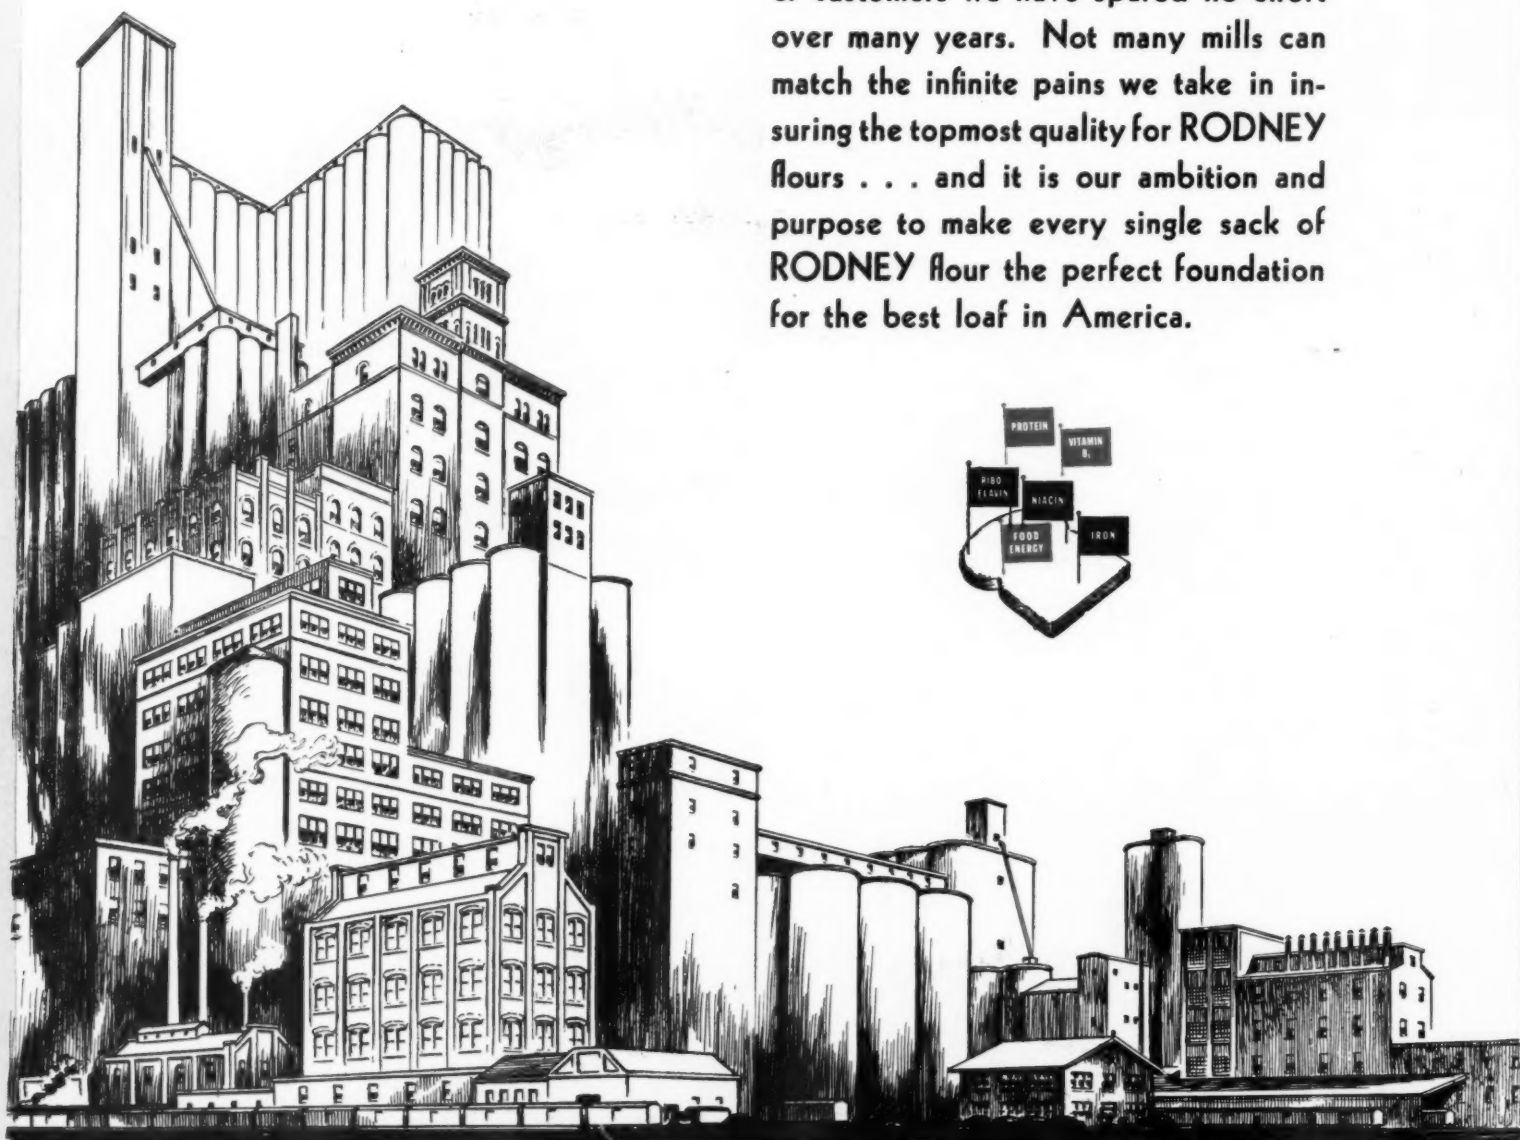 over many years. Not many mills can
match the infinite pains we take in in-
suring the topmost quality for RODNEY
flours . . . and it is our ambition and
purpose to make every single sack of
RODNEY flour the perfect foundation
for the best loaf in America.
PROTEIN
VITAMIN
B₁
RIBO
FLAVIN
NIACIN
FOOD
ENERGY
IRON